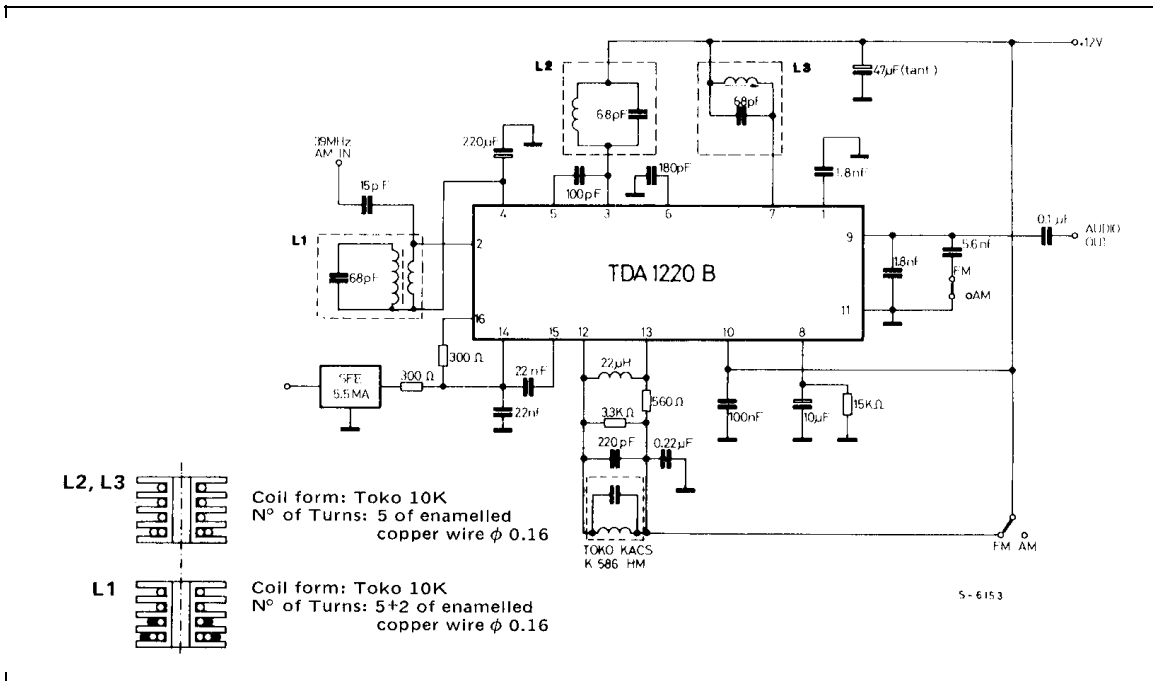 +12V
L2
L3
47µF(tant.)
68pF
68pF
220µF
39MHz
AM IN
180pF
1.8nF
15pF
100pF
4
5
3
6
7
1
0.1 µF
AUDIO
OUT
L1
2
9
5.6nF
68pF
TDA 1220 B
1.8nF
FM
AM
16
11
14
15
12
13
10
8
300 Ω
22nF
22µH
SFE
5.5MA
300 Ω
560Ω
22nF
3.3KΩ
100nF
10µF
15KΩ
220pF
0.22µF
L2, L3
Coil form: Toko 10K
N° of Turns: 5 of enamelled
copper wire ϕ 0.16
TOKO KACS
K 586 HM
FM AM
L1
Coil form: Toko 10K
N° of Turns: 5+2 of enamelled
copper wire ϕ 0.16
S-6153